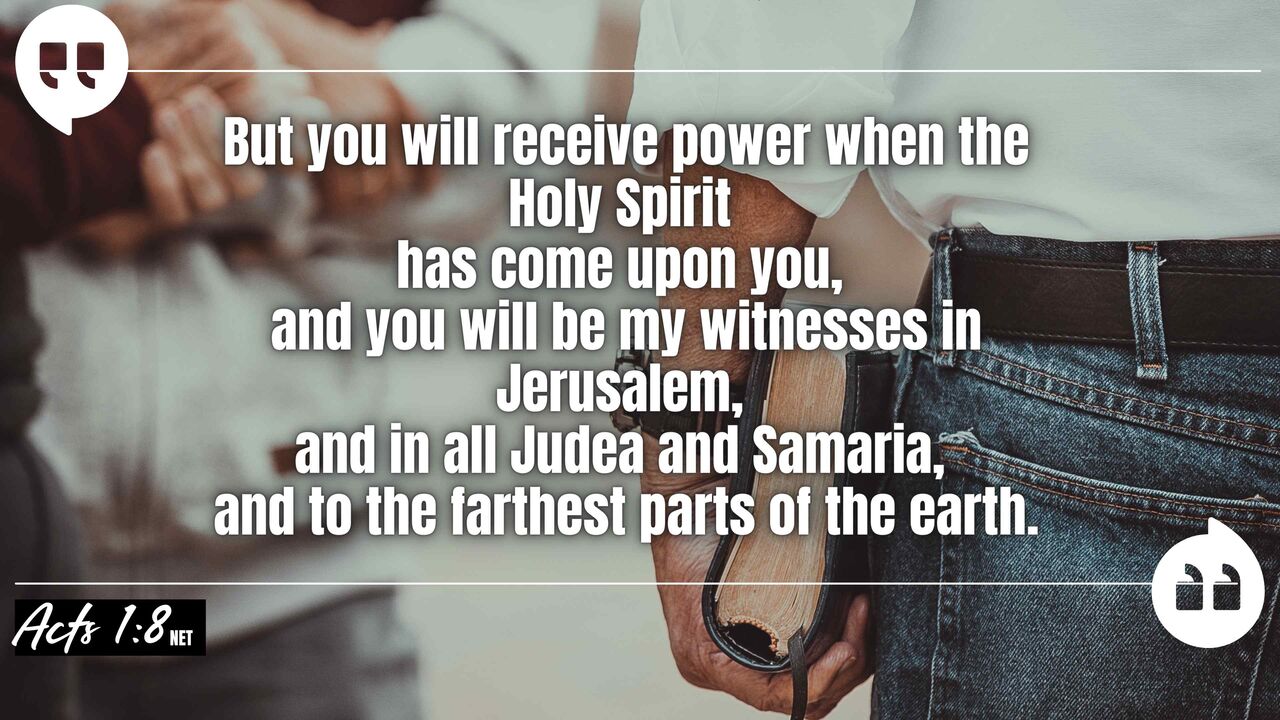 But you will receive power when the
Holy Spirit
has come upon you,
and you will be my witnesses in
Jerusalem,
and in all Judea and Samaria,
and to the farthest parts of the earth.
Acts 1:8 NET